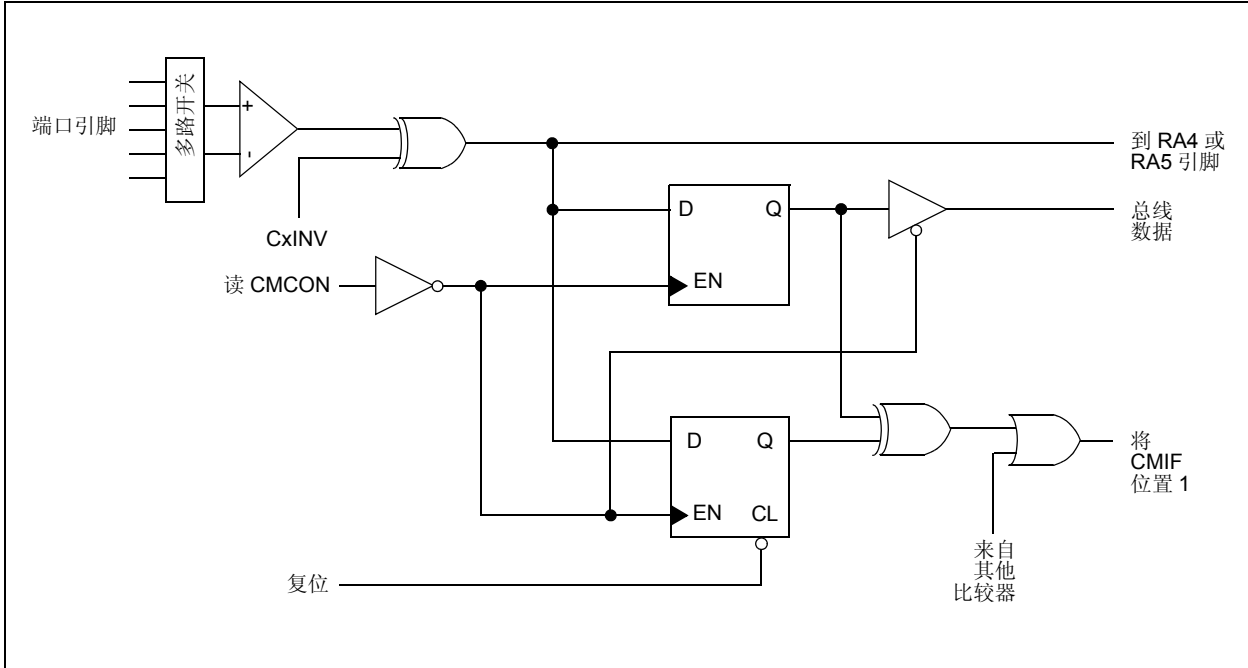 多路开关
+
-
端口引脚
CxINV
读 CMCON
到 RA4 或
RA5 引脚
D
Q
EN
总线
数据
D
Q
EN
CL
将
CMIF
位置 1
来自
其他
比较器
复位